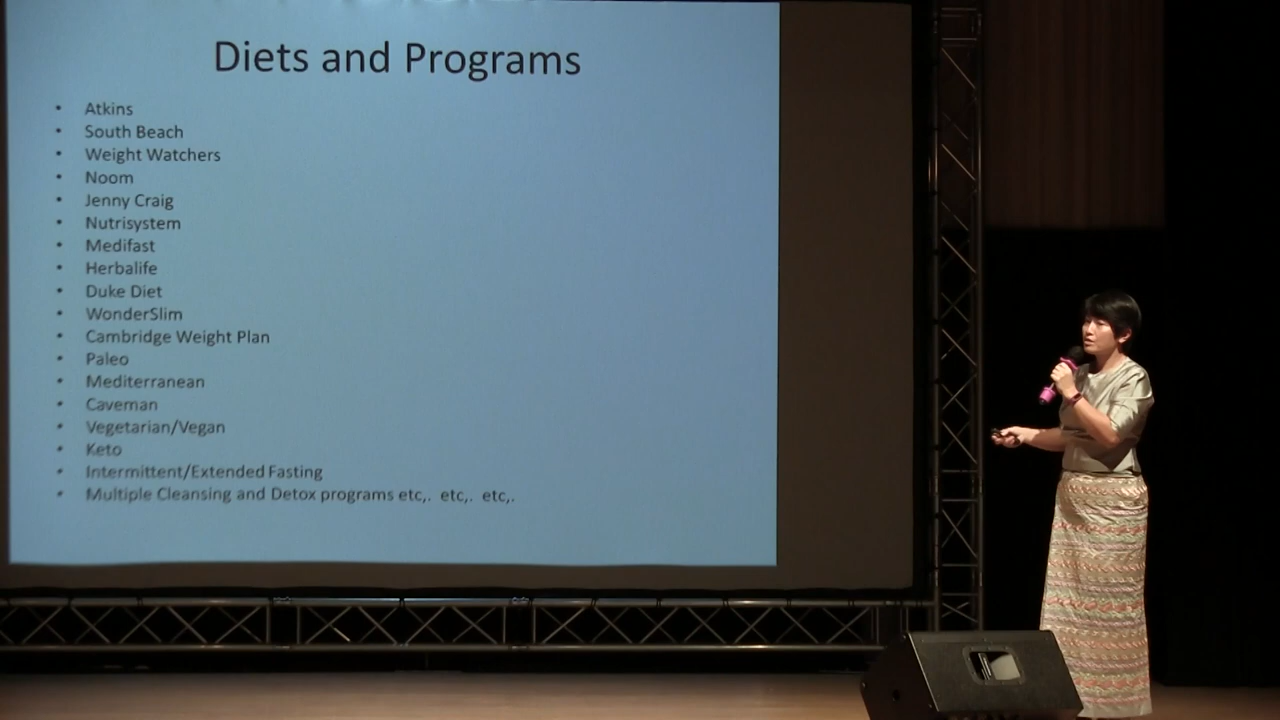 Diets and Programs
• Atkins
• South Beach
• Weight Watchers
• Noom
• Jenny Craig
• Nutrisystem
• Medifast
• Herbalife
• Duke Diet
• WonderSlim
• Cambridge Weight Plan
• Paleo
• Mediterranean
• Caveman
• Vegetarian/Vegan
• Keto
• Intermittent/Extended Fasting
• Multiple Cleansing and Detox programs etc,. etc,. etc,.